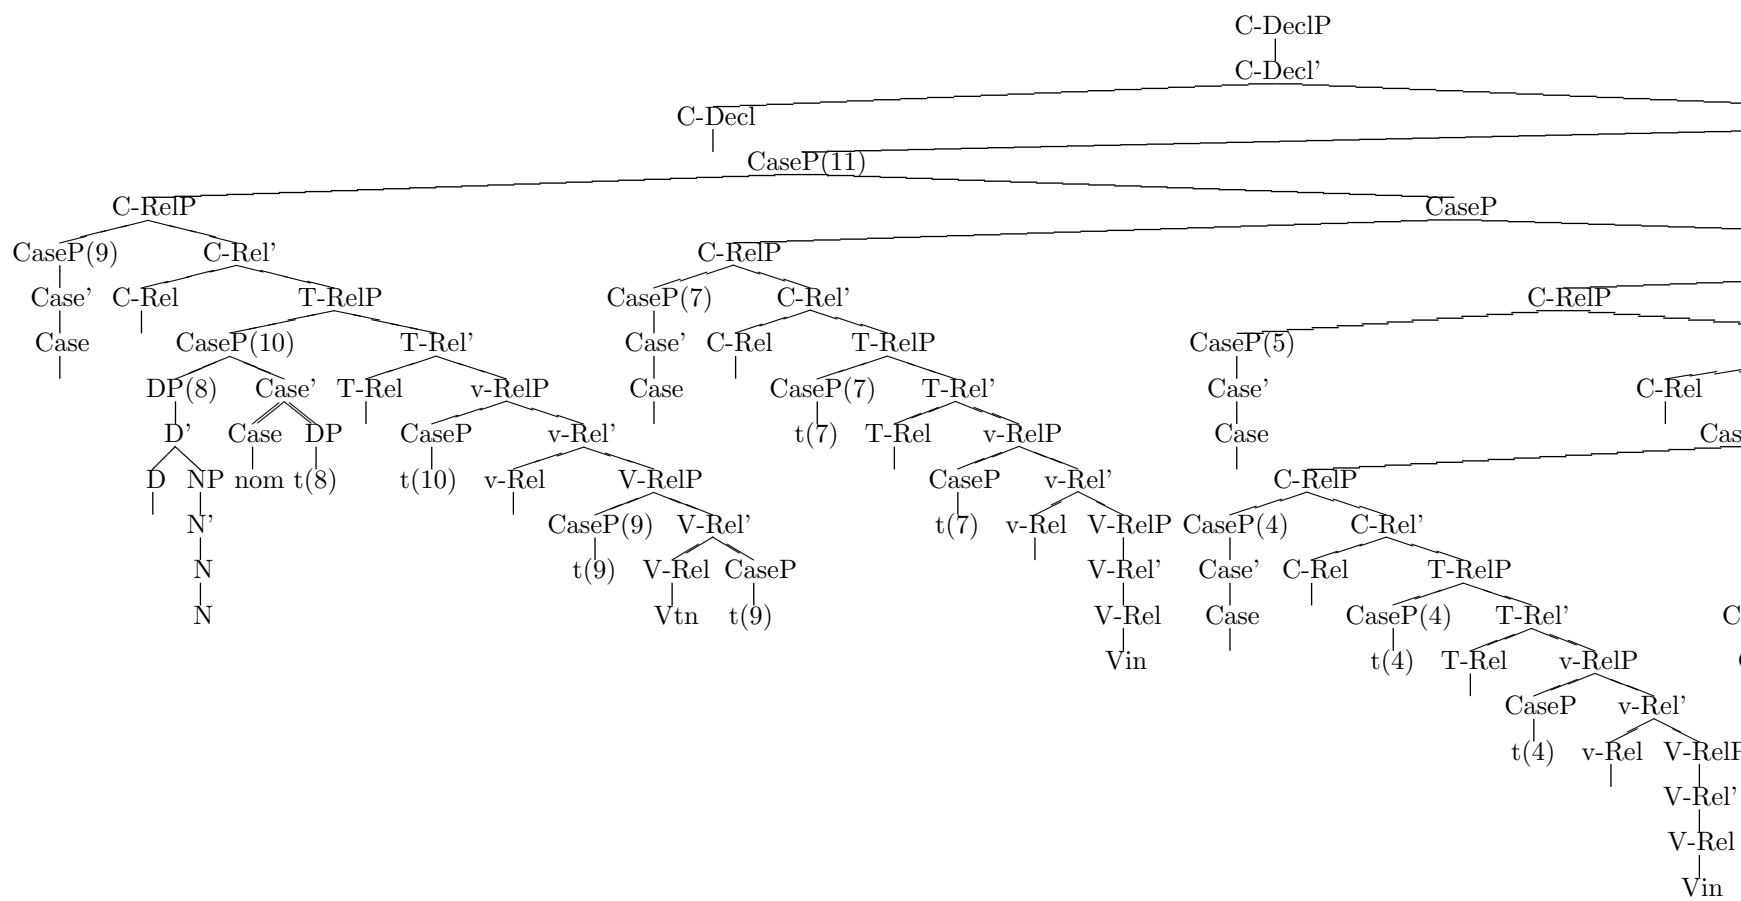 C-DeclP
C-Decl'
C-Decl
CaseP(11)
C-RelP CaseP
CaseP(9) C-Rel' C-RelP
Case' C-Rel T-RelP CaseP(7) C-Rel' C-RelP
Case CaseP(10) T-Rel' Case' C-Rel T-RelP CaseP(5)
DP(8) Case' T-Rel v-RelP Case CaseP(7) T-Rel' Case' C-Rel
D' Case DP CaseP v-Rel' t(7) T-Rel v-RelP Case Cas
D NP nom t(8) t(10) v-Rel V-RelP CaseP v-Rel' C-RelP
N' CaseP(9) V-Rel' t(7) v-Rel V-RelP CaseP(4) C-Rel'
N t(9) V-Rel CaseP V-Rel' Case' C-Rel T-RelP
N Vtn t(9) V-Rel Case CaseP(4) T-Rel' C
Vin t(4) T-Rel v-RelP
CaseP v-Rel'
t(4) v-Rel V-RelP
V-Rel'
V-Rel
Vin